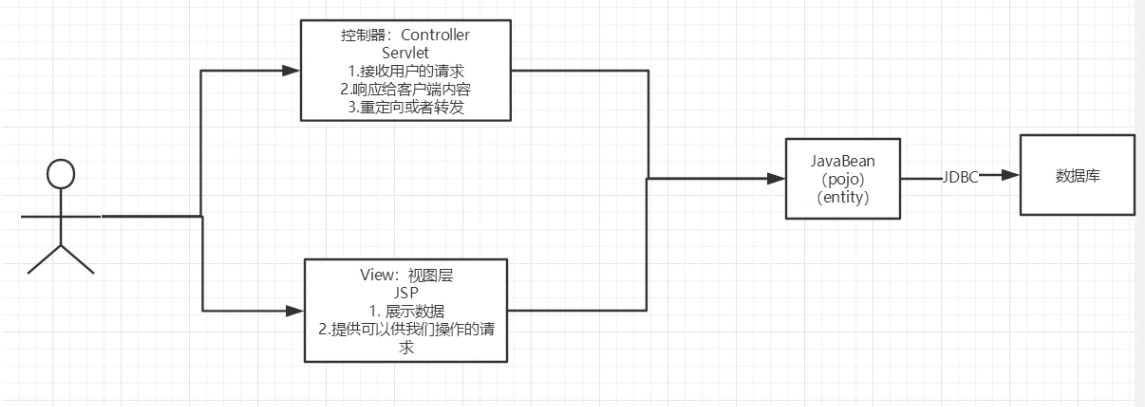 控制器：Controller
Servlet
1.接收用户的请求
2.响应给客户端内容
3.重定向或者转发
View：视图层
JSP
1. 展示数据
2.提供可以供我们操作的请
求
JavaBean
（pojo）
（entity）
JDBC
数据库